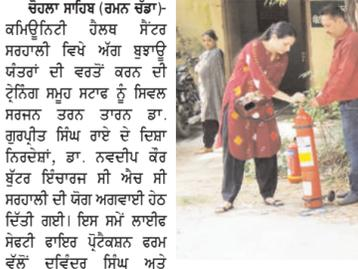 ਚੋਹਲਾ ਸਾਹਿਬ (ਰਮਨ ਚੱਡਾ)-
ਕਮਿਊਨਿਟੀ ਹੈਲਥ ਸੈਂਟਰ
ਸਰਹਾਲੀ ਵਿਖੇ ਅੱਗ ਬੁਝਾਊ
ਯੰਤਰਾਂ ਦੀ ਵਰਤੋਂ ਕਰਨ ਦੀ
ਟ੍ਰੇਨਿੰਗ ਸਮੂਹ ਸਟਾਫ ਨੂੰ ਸਿਵਲ
ਸਰਜਨ ਤਰਨ ਤਾਰਨ ਡਾ.
ਗੁਰਪ੍ਰੀਤ ਸਿੰਘ ਰਾਏ ਦੇ ਦਿਸ਼ਾ
ਨਿਰਦੇਸ਼ਾਂ, ਡਾ. ਨਵਦੀਪ ਕੌਰ
ਬੁੱਟਰ ਇੰਚਾਰਜ ਸੀ ਐਚ ਸੀ
ਸਰਹਾਲੀ ਦੀ ਯੋਗ ਅਗਵਾਈ ਹੇਠ
ਦਿੱਤੀ ਗਈ। ਇਸ ਸਮੇਂ ਲਾਈਫ
ਸੇਫਟੀ ਫਾਇਰ ਪ੍ਰੋਟੈਕਸ਼ਨ ਫਰਮ
ਵੱਲੋਂ ਦਵਿੰਦਰ ਸਿੰਘ ਅਤੇ